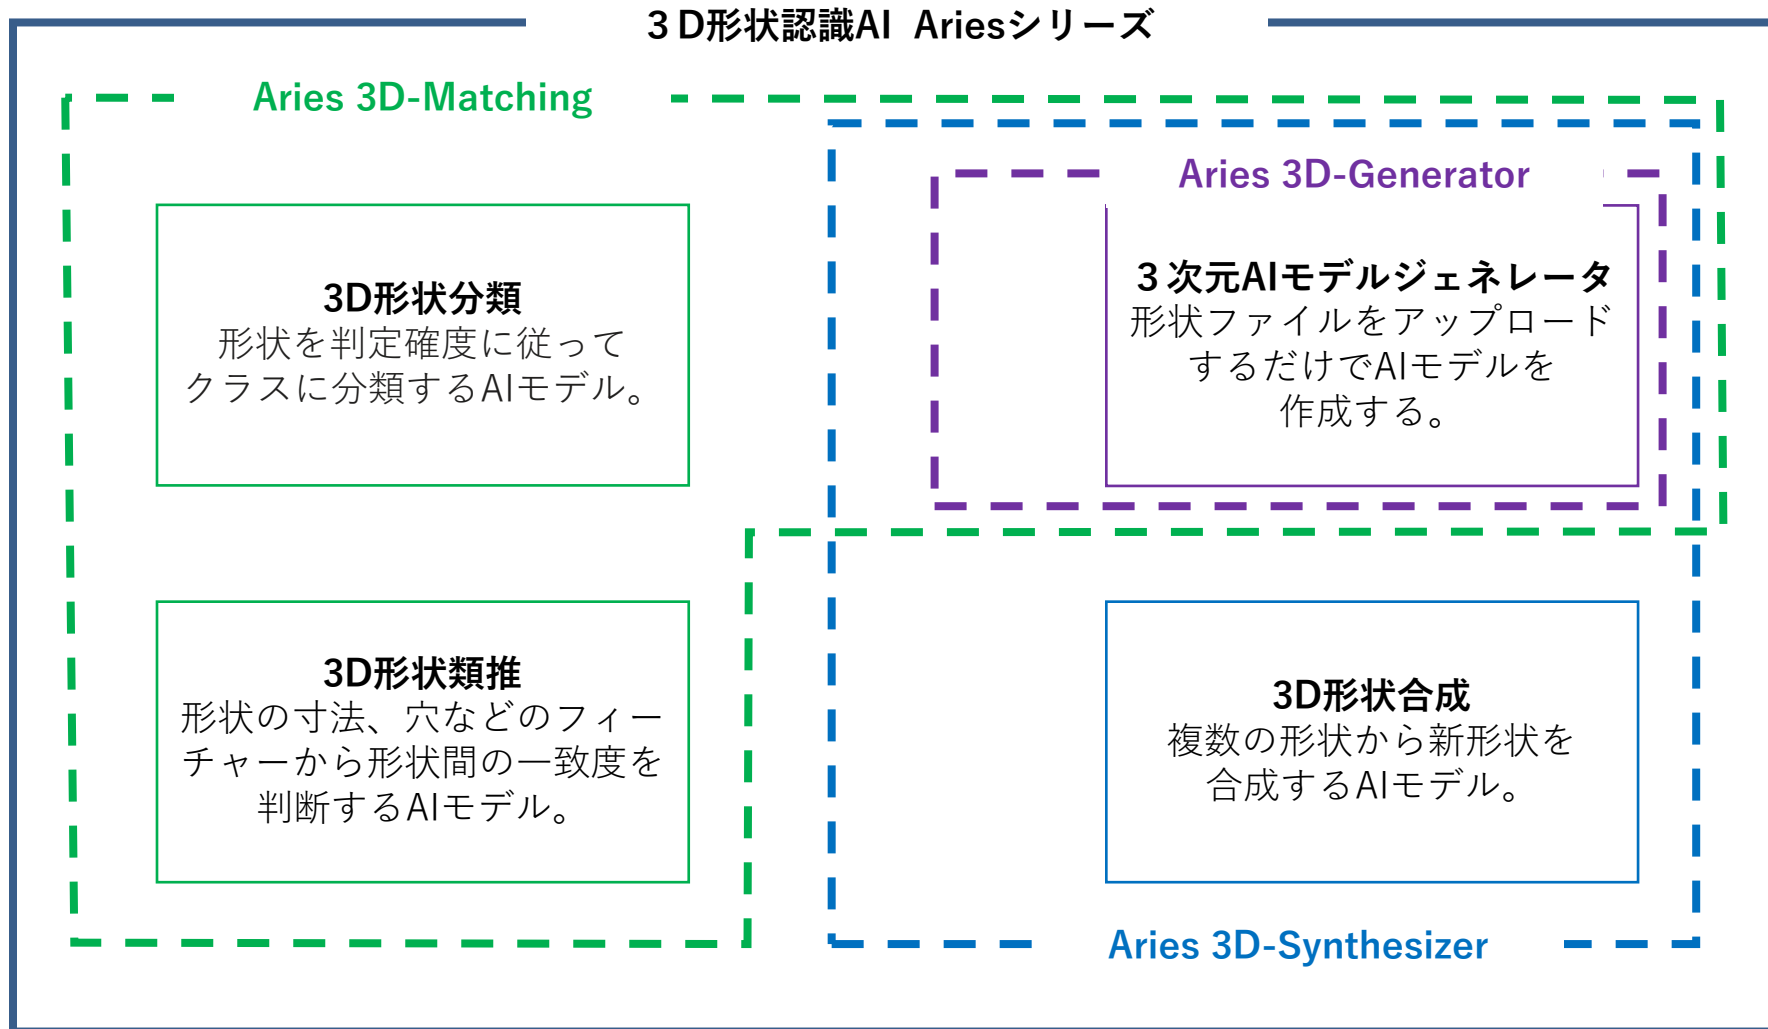 ３D形状認識AI Ariesシリーズ
Aries 3D-Matching
Aries 3D-Generator
3D形状分類
形状を判定確度に従って
クラスに分類するAIモデル。
３次元AIモデルジェネレータ
形状ファイルをアップロード
するだけでAIモデルを
作成する。
3D形状類推
形状の寸法、穴などのフィー
チャーから形状間の一致度を
判断するAIモデル。
3D形状合成
複数の形状から新形状を
合成するAIモデル。
Aries 3D-Synthesizer